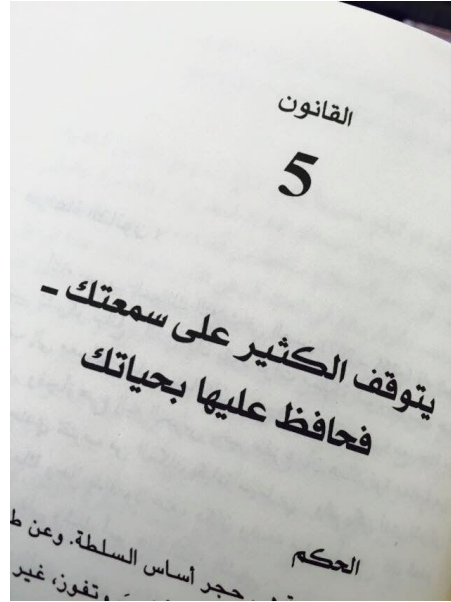 القانون
5
يتوقف الكثير على سمعتك -
فحافظ عليها بحياتك
الحكم
حجر أساس السلطة. وعن
وتفوز، غير